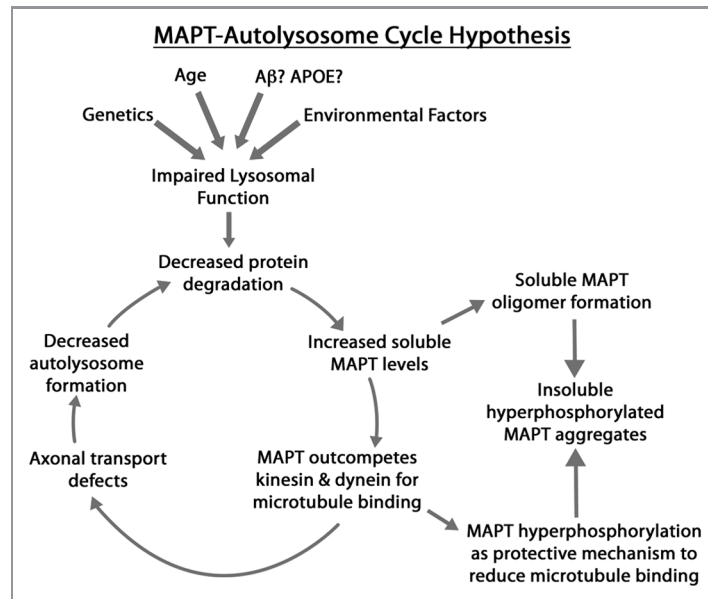 MAPT-Autolysosome Cycle Hypothesis
Age
Aβ? APOE?
Genetics
Environmental Factors
Impaired Lysosomal
Function
Decreased protein
degradation
Soluble MAPT
oligomer formation
Decreased
autolysosome
formation
Increased soluble
MAPT levels
Insoluble
hyperphosphorylated
MAPT aggregates
Axonal transport
defects
MAPT outcompetes
kinesin & dynein for
microtubule binding
MAPT hyperphosphorylation
as protective mechanism to
reduce microtubule binding